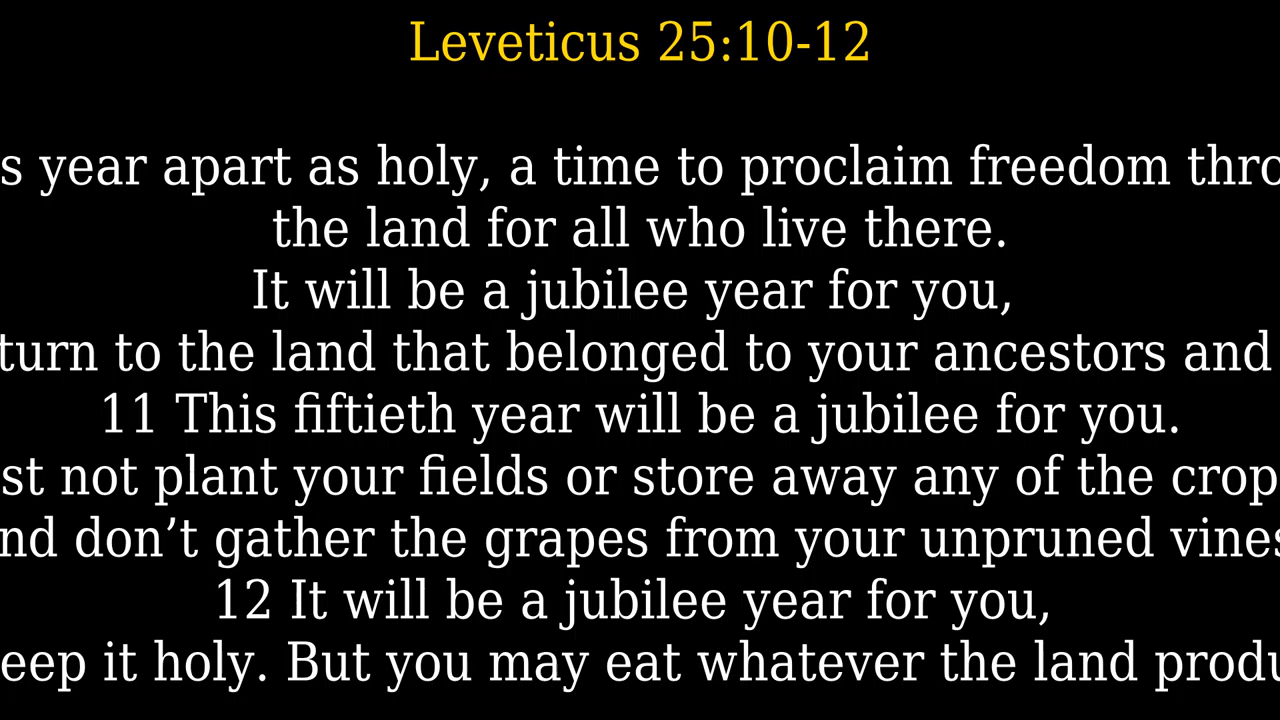 Leveticus 25:10-12
s year apart as holy, a time to proclaim freedom thro
the land for all who live there.
It will be a jubilee year for you,
turn to the land that belonged to your ancestors and
11 This fiftieth year will be a jubilee for you.
st not plant your fields or store away any of the crop
nd don’t gather the grapes from your unpruned vines
12 It will be a jubilee year for you,
eep it holy. But you may eat whatever the land produ